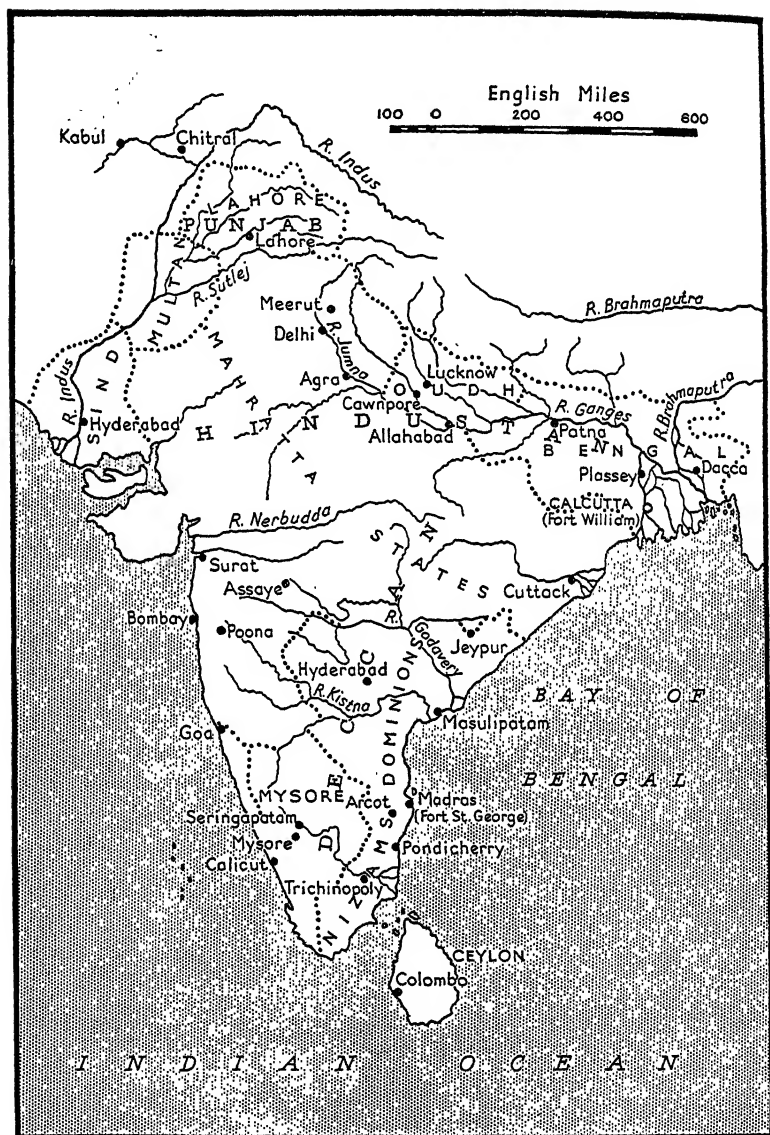 English Miles
100 0 200 400 600
Kabul
Chitral
R. Indus
LAHORE
PUNJAB
Lahore
MULTAN
R. Sutlej
R. Brahmaputra
Meerut
Delhi
R. Jumna
MAHRATTA
STATES
R. Indus
SIND
Hyderabad
Agra
Lucknow
OUDH
Cawnpore
Allahabad
HINDUSTAN
R. Ganges
R. Brahmaputra
Patna
BENGAL
Plassey
Dacca
CALCUTTA
(Fort William)
R. Nerbudda
Surat
Assaye
Cuttack
Bombay
Poona
R. Godavery
Jeypur
Hyderabad
R. Kistna
DECCAN
NIZAMS DOMINIONS
Masulipatam
Goa
BAY OF
BENGAL
MYSORE
Arcot
Madras
(Fort St. George)
Seringapatam
Mysore
Pondicherry
Calicut
Trichinopoly
CEYLON
Colombo
INDIAN OCEAN